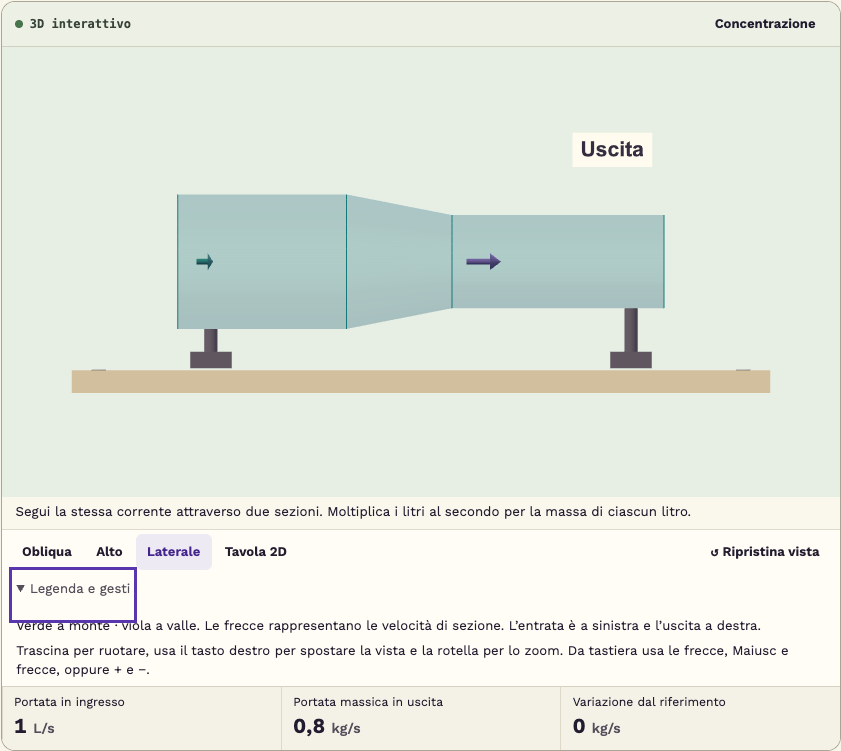 3D interattivo
Concentrazione
Uscita
Segui la stessa corrente attraverso due sezioni. Moltiplica i litri al secondo per la massa di ciascun litro.
Obliqua Alto Laterale Tavola 2D ↺ Ripristina vista
▼ Legenda e gesti
Verde a monte · viola a valle. Le frecce rappresentano le velocità di sezione. L’entrata è a sinistra e l’uscita a destra.
Trascina per ruotare, usa il tasto destro per spostare la vista e la rotella per lo zoom. Da tastiera usa le frecce, Maiusc e
frecce, oppure + e −.
Portata in ingresso
1 L/s
Portata massica in uscita
0,8 kg/s
Variazione dal riferimento
0 kg/s